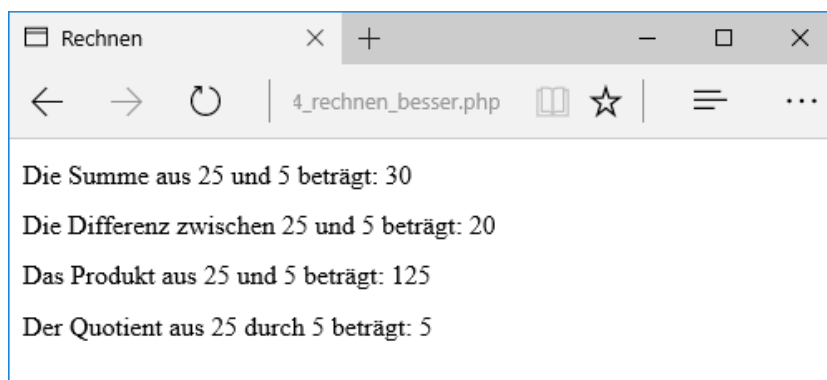 Rechnen
4_rechnen_besser.php
Die Summe aus 25 und 5 beträgt: 30
Die Differenz zwischen 25 und 5 beträgt: 20
Das Produkt aus 25 und 5 beträgt: 125
Der Quotient aus 25 durch 5 beträgt: 5